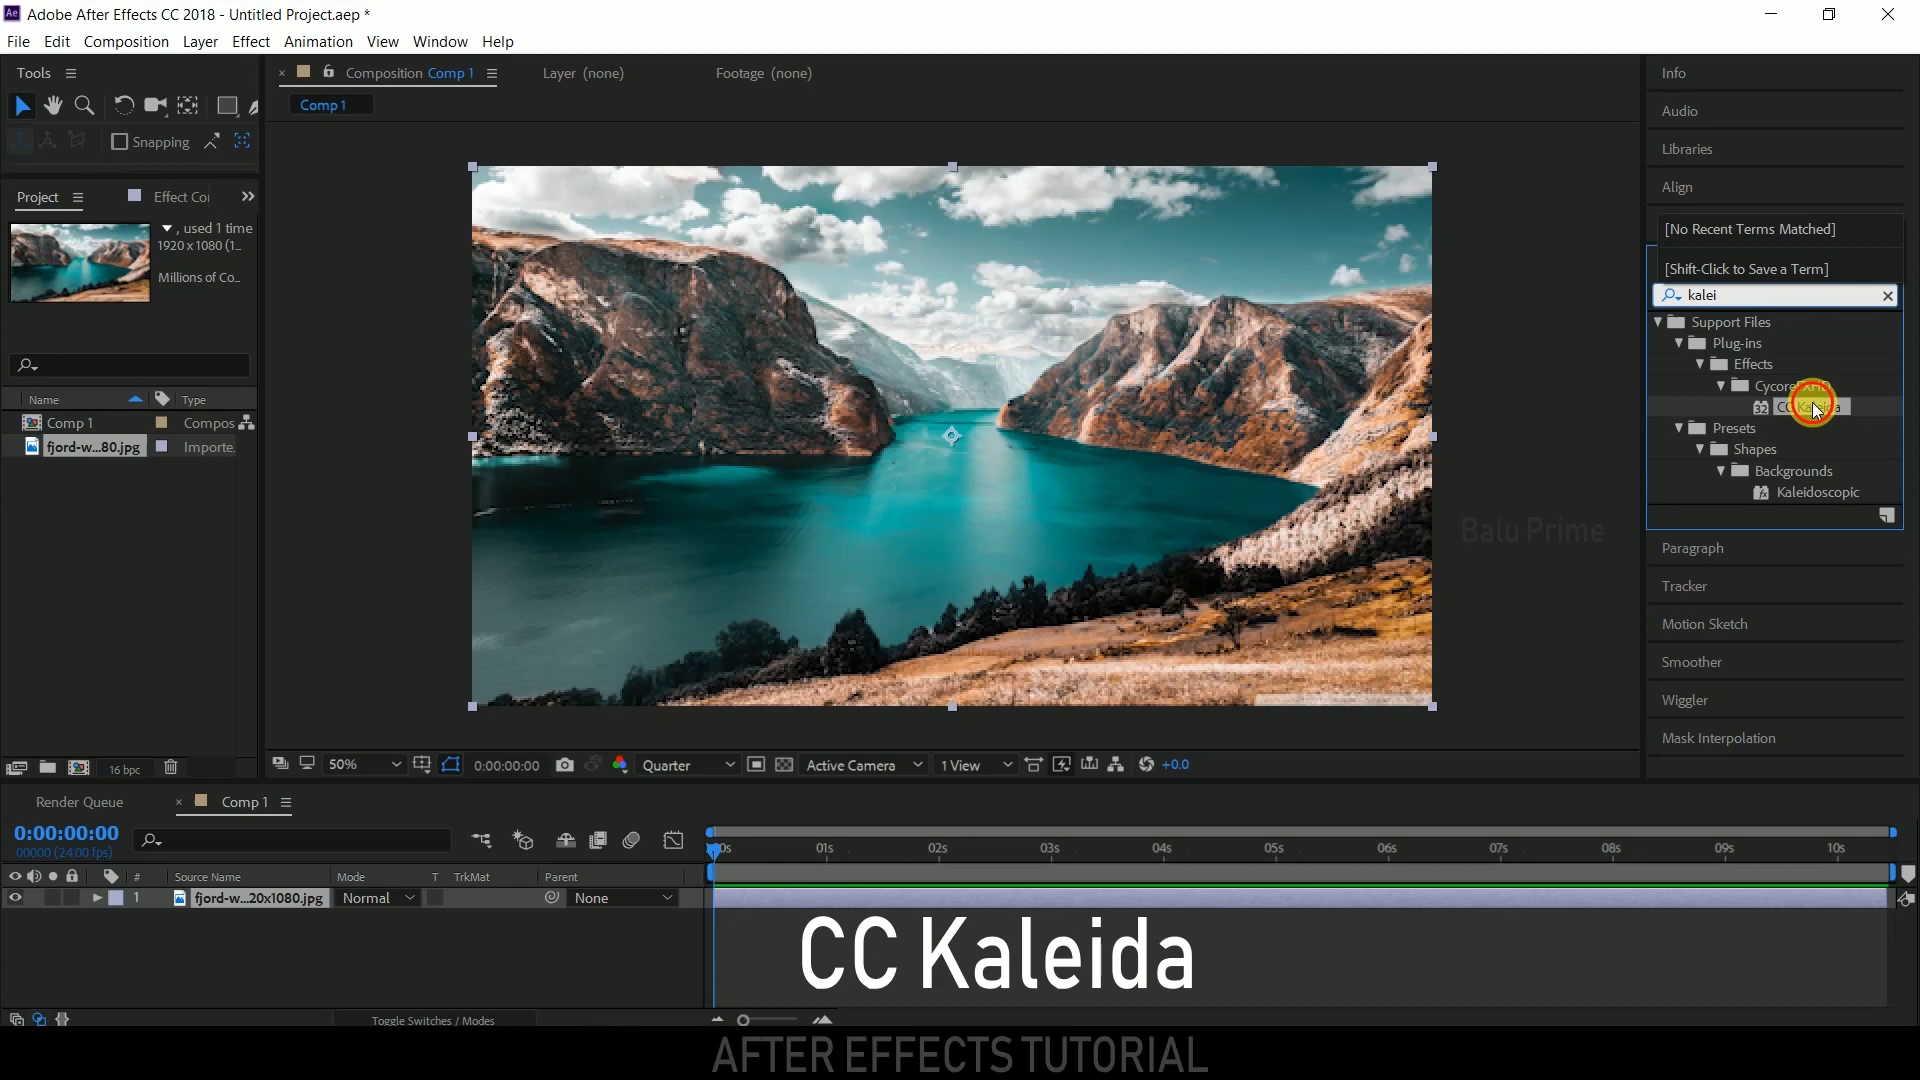 Ae Adobe After Effects CC 2018 - Untitled Project.aep *
File Edit Composition Layer Effect Animation View Window Help
Tools
Composition Comp 1 Layer (none) Footage (none)
Comp 1
Snapping
Project Effect Co
, used 1 time
1920 x 1080 (1...
Millions of Co...
Name Type
Comp 1 Compos
fjord-w...80.jpg Importe
16 bpc
Info
Audio
Libraries
Align
[No Recent Terms Matched]
[Shift-Click to Save a Term]
kalei
Support Files
Plug-ins
Effects
CycoreFXHD
32 CC Kaleida
Presets
Shapes
Backgrounds
Kaleidoscopic
Paragraph
Tracker
Motion Sketch
Smoother
Wiggler
Mask Interpolation
Balu Prime
50% 0:00:00:00 Quarter Active Camera 1 View +0.0
Render Queue Comp 1
0:00:00:00
00000 (24.00 fps)
0s 01s 02s 03s 04s 05s 06s 07s 08s 09s 10s
# Source Name Mode T TrkMat Parent
1 fjord-w...20x1080.jpg Normal None
CC Kaleida
Toggle Switches / Modes
AFTER EFFECTS TUTORIAL